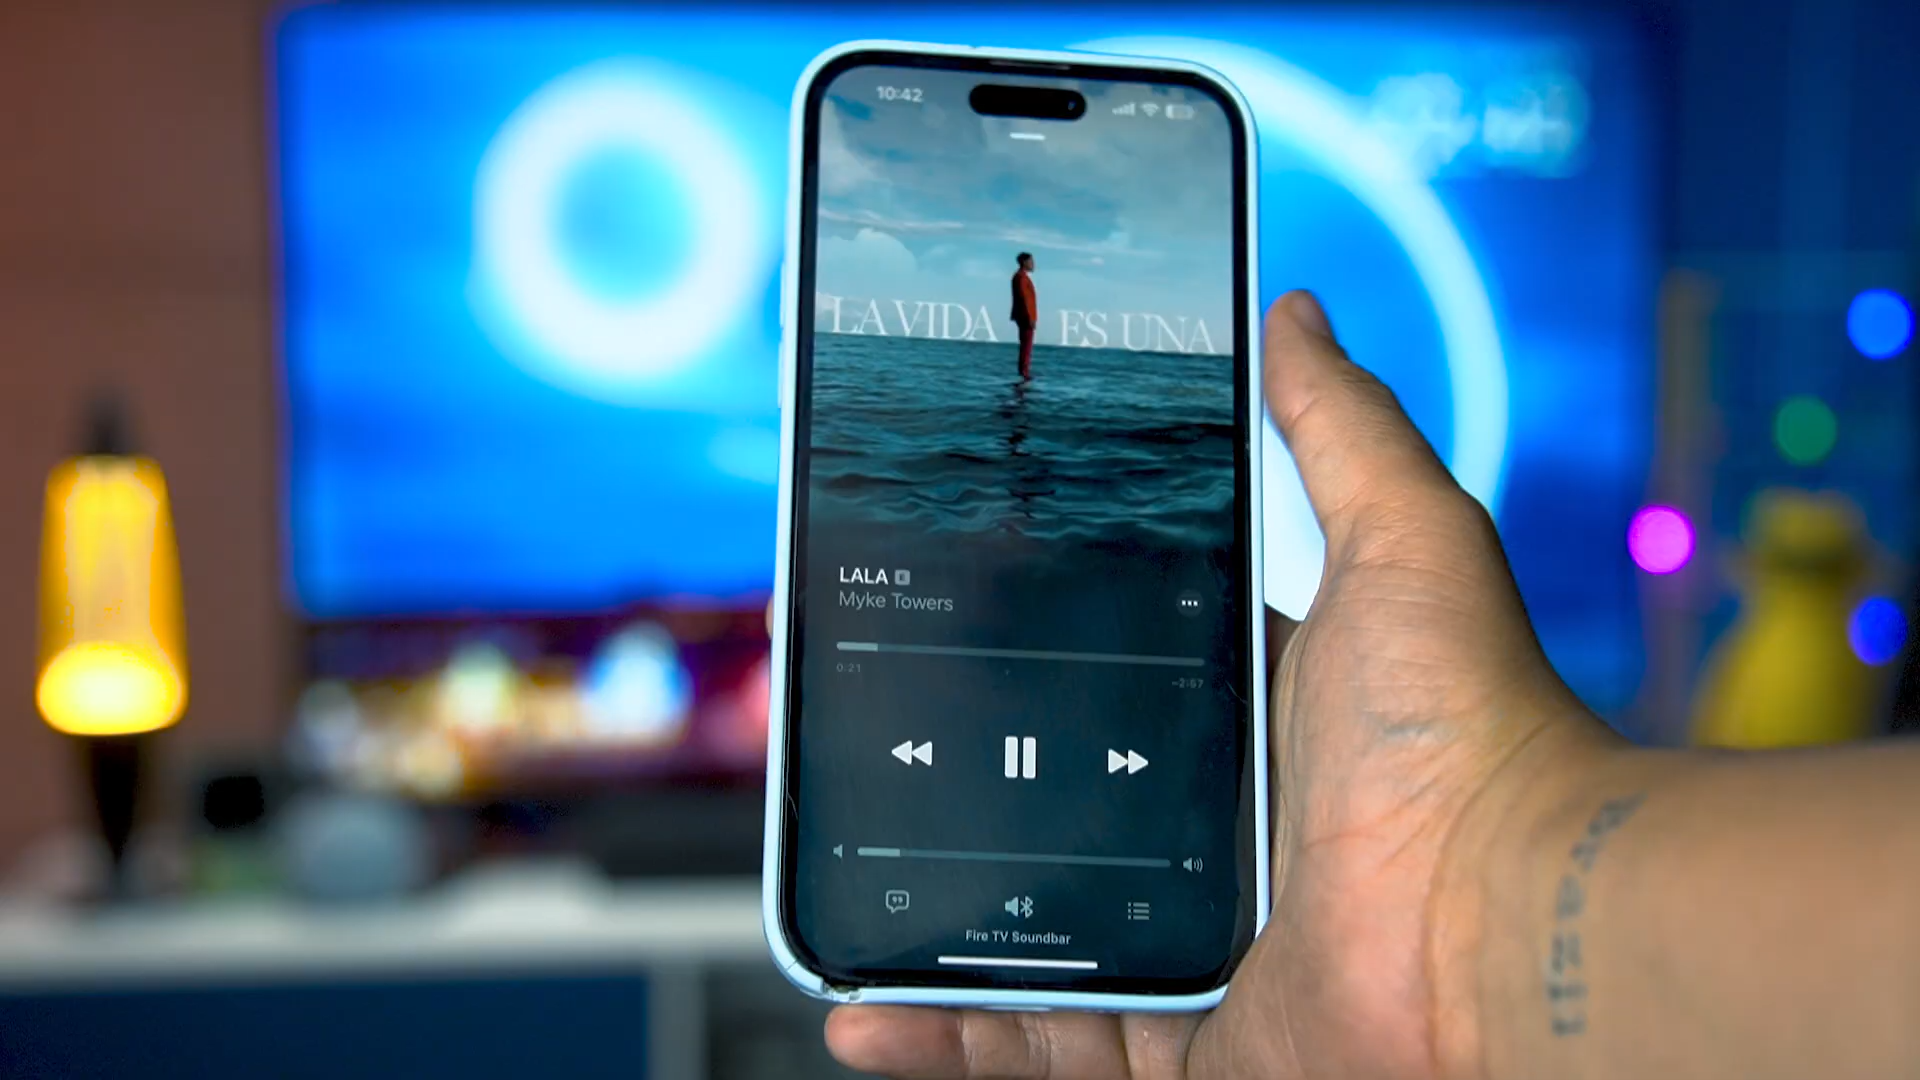 10:42
LA VIDA ES UNA
LALA E
Myke Towers
0:21
-2:57
Fire TV Soundbar